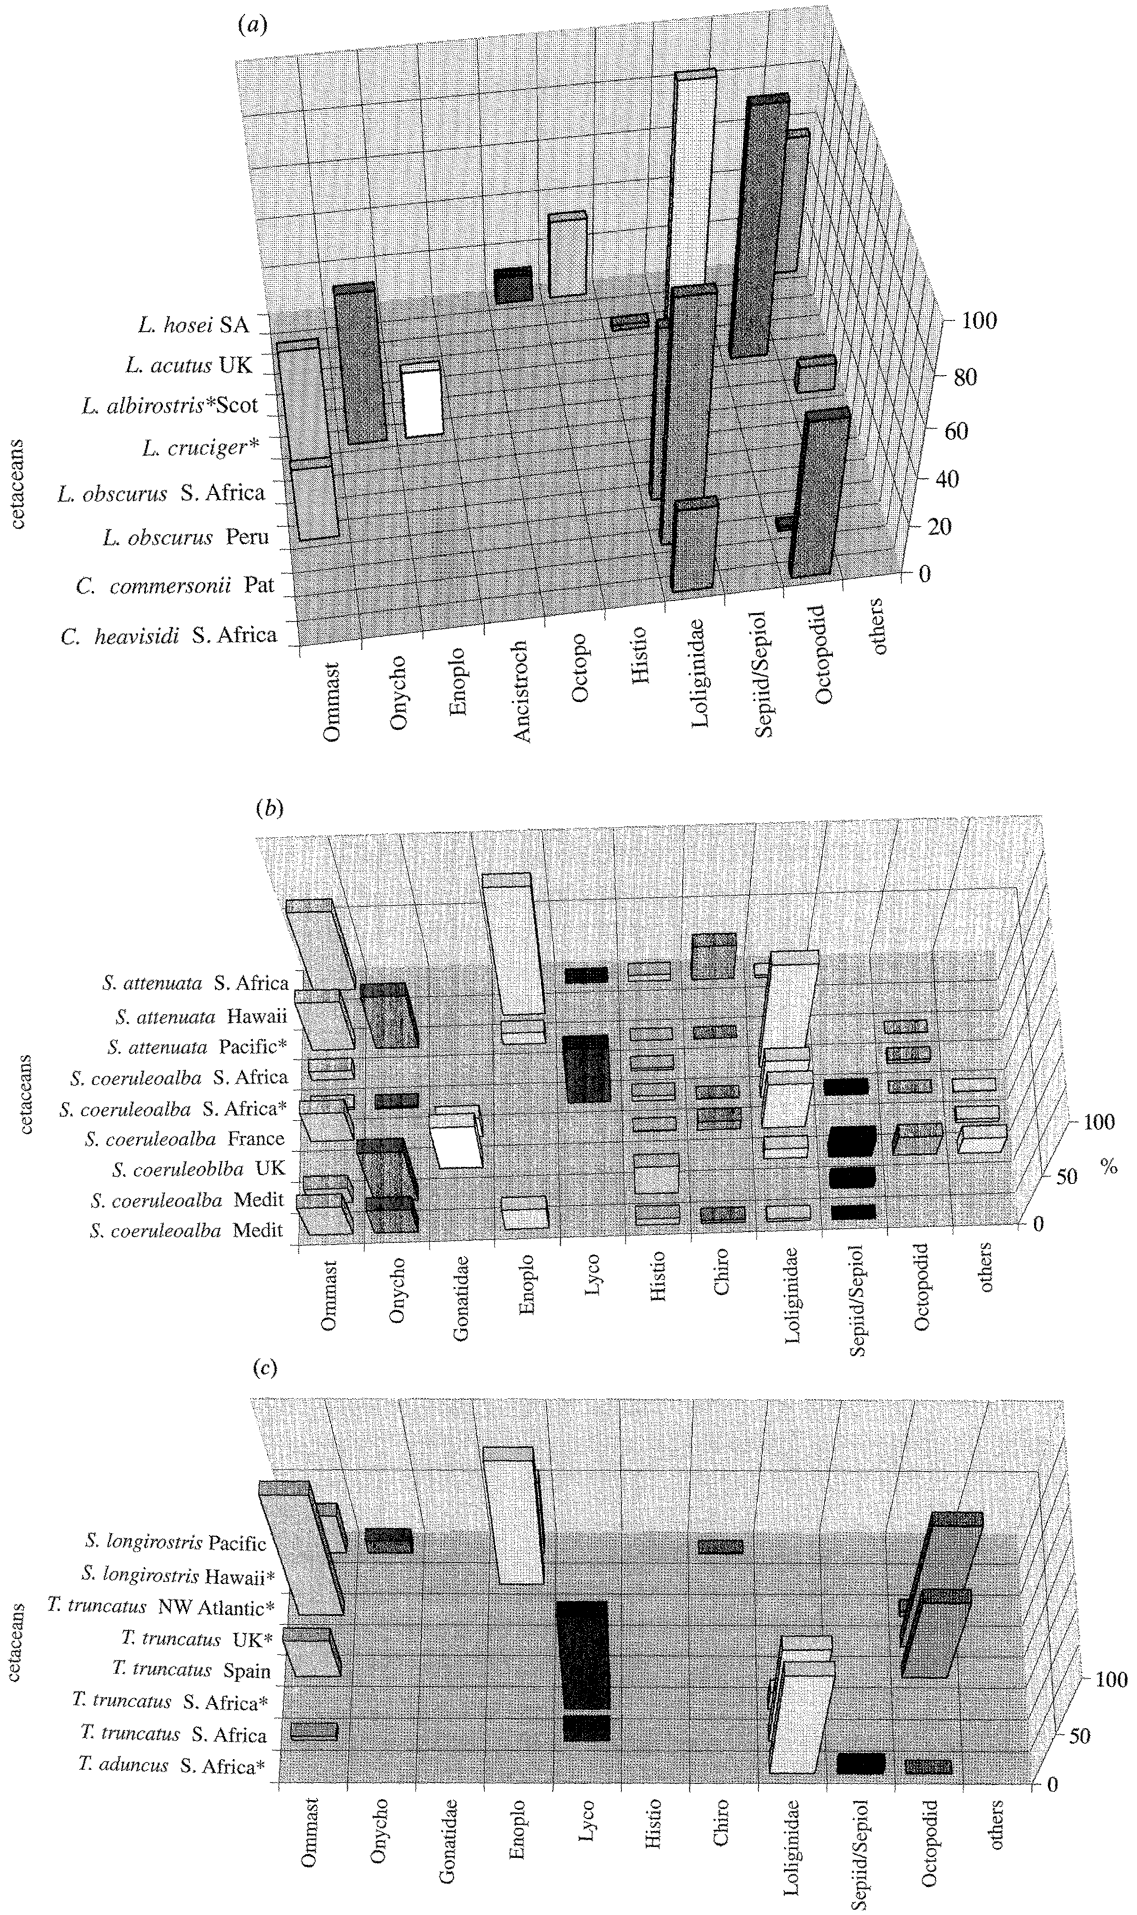 (a)
L. hosei SA
L. acutus UK
L. albirostris*Scot
L. cruciger*
L. obscurus S. Africa
L. obscurus Peru
C. commersonii Pat
C. heavisidi S. Africa
cetaceans
100
80
60
40
20
0
Ommast
Onycho
Enoplo
Ancistroch
Octopo
Histio
Loliginidae
Sepiid/Sepiol
Octopodid
others
(b)
S. attenuata S. Africa
S. attenuata Hawaii
S. attenuata Pacific*
S. coeruleoalba S. Africa
S. coeruleoalba S. Africa*
S. coeruleoalba France
S. coeruleoblba UK
S. coeruleoalba Medit
S. coeruleoalba Medit
cetaceans
100
50
%
0
Ommast
Onycho
Gonatidae
Enoplo
Lyco
Histio
Chiro
Loliginidae
Sepiid/Sepiol
Octopodid
others
(c)
S. longirostris Pacific
S. longirostris Hawaii*
T. truncatus NW Atlantic*
T. truncatus UK*
T. truncatus Spain
T. truncatus S. Africa*
T. truncatus S. Africa
T. aduncus S. Africa*
cetaceans
100
50
0
Ommast
Onycho
Gonatidae
Enoplo
Lyco
Histio
Chiro
Loliginidae
Sepiid/Sepiol
Octopodid
others